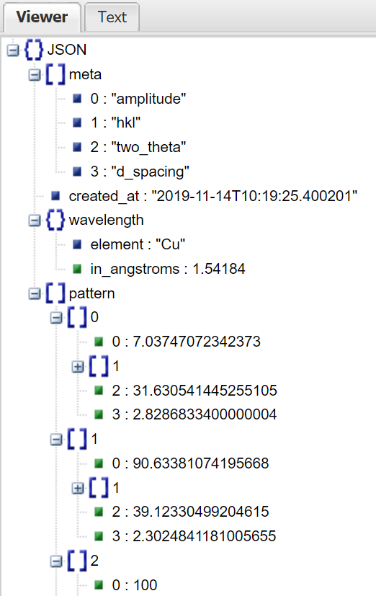 Viewer Text
{} JSON
[] meta
0 : "amplitude"
1 : "hkl"
2 : "two_theta"
3 : "d_spacing"
created_at : "2019-11-14T10:19:25.400201"
{} wavelength
element : "Cu"
in_angstroms : 1.54184
[] pattern
[] 0
0 : 7.03747072342373
[] 1
2 : 31.630541445255105
3 : 2.8286833400000004
[] 1
0 : 90.63381074195668
[] 1
2 : 39.12330499204615
3 : 2.3024841181005655
[] 2
0 : 100